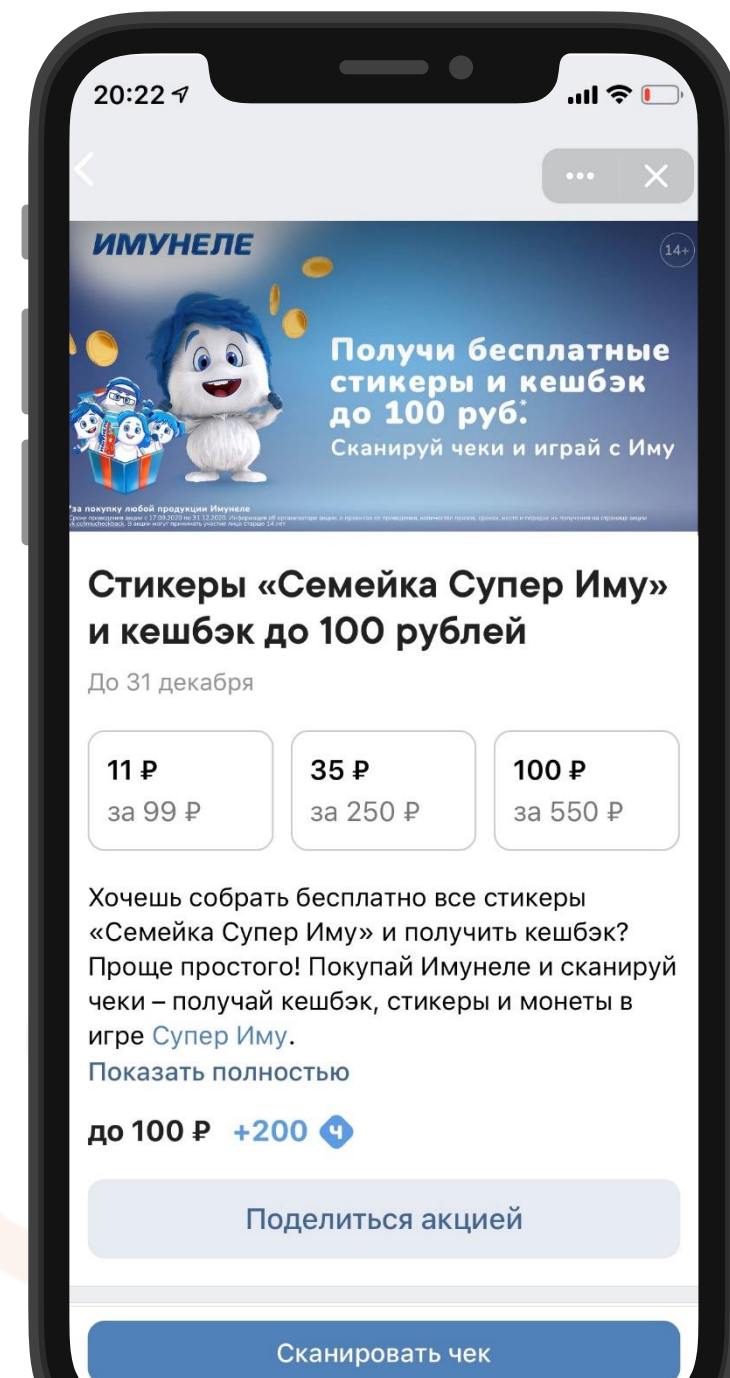 20:22
ИМУНЕЛЕ
14+
Получи бесплатные
стикеры и кешбэк
до 100 руб.*
Сканируй чеки и играй с Иму
*за покупку любой продукции Имунеле
Стикеры «Семейка Супер Иму»
и кешбэк до 100 рублей
До 31 декабря
11 ₽
за 99 ₽
35 ₽
за 250 ₽
100 ₽
за 550 ₽
Хочешь собрать бесплатно все стикеры
«Семейка Супер Иму» и получить кешбэк?
Проще простого! Покупай Имунеле и сканируй
чеки – получай кешбэк, стикеры и монеты в
игре Супер Иму.
Показать полностью
до 100 ₽ +200 Ч
Поделиться акцией
Сканировать чек